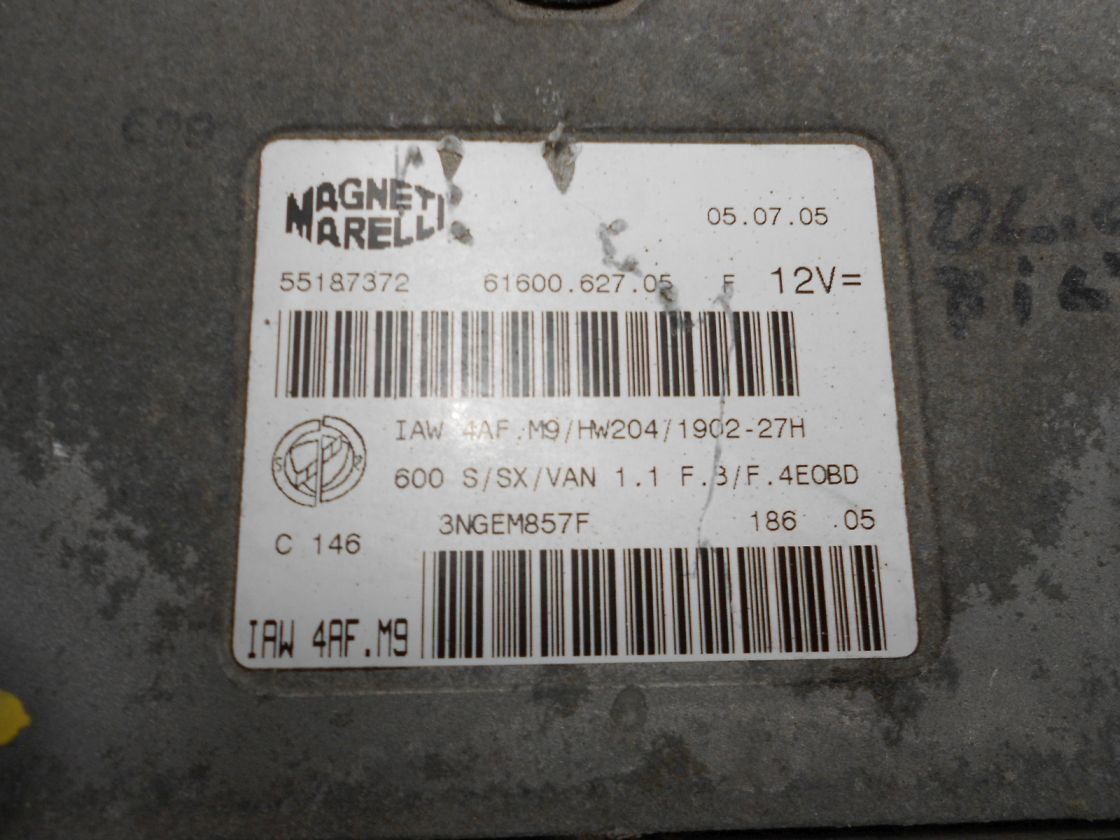 MAGNETI
MARELLI
05.07.05
55187372 61600.627.05 F 12V=
IAW 4AF.M9/HW204/1902-27H
600 S/SX/VAN 1.1 F.3/F.4EOBD
3NGEM857F 186 .05
C 146
IAW 4AF.M9